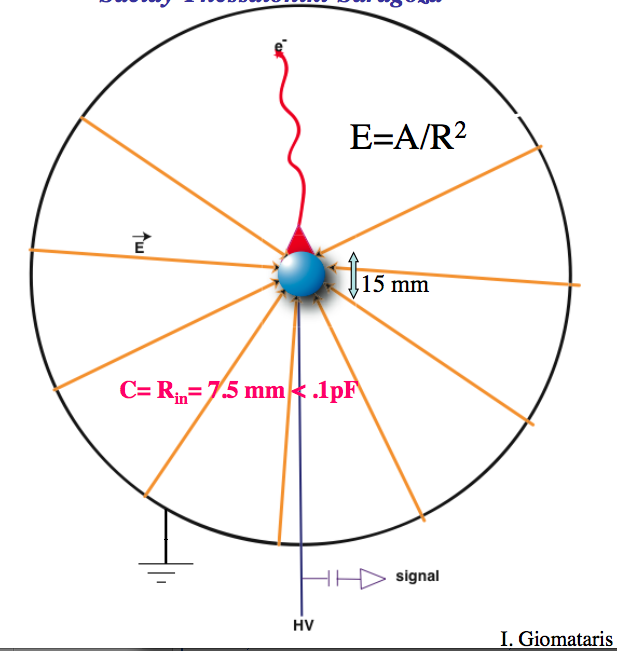 e-
E=A/R²
E
15 mm
C= Rin= 7.5 mm < .1pF
signal
HV
I. Giomataris